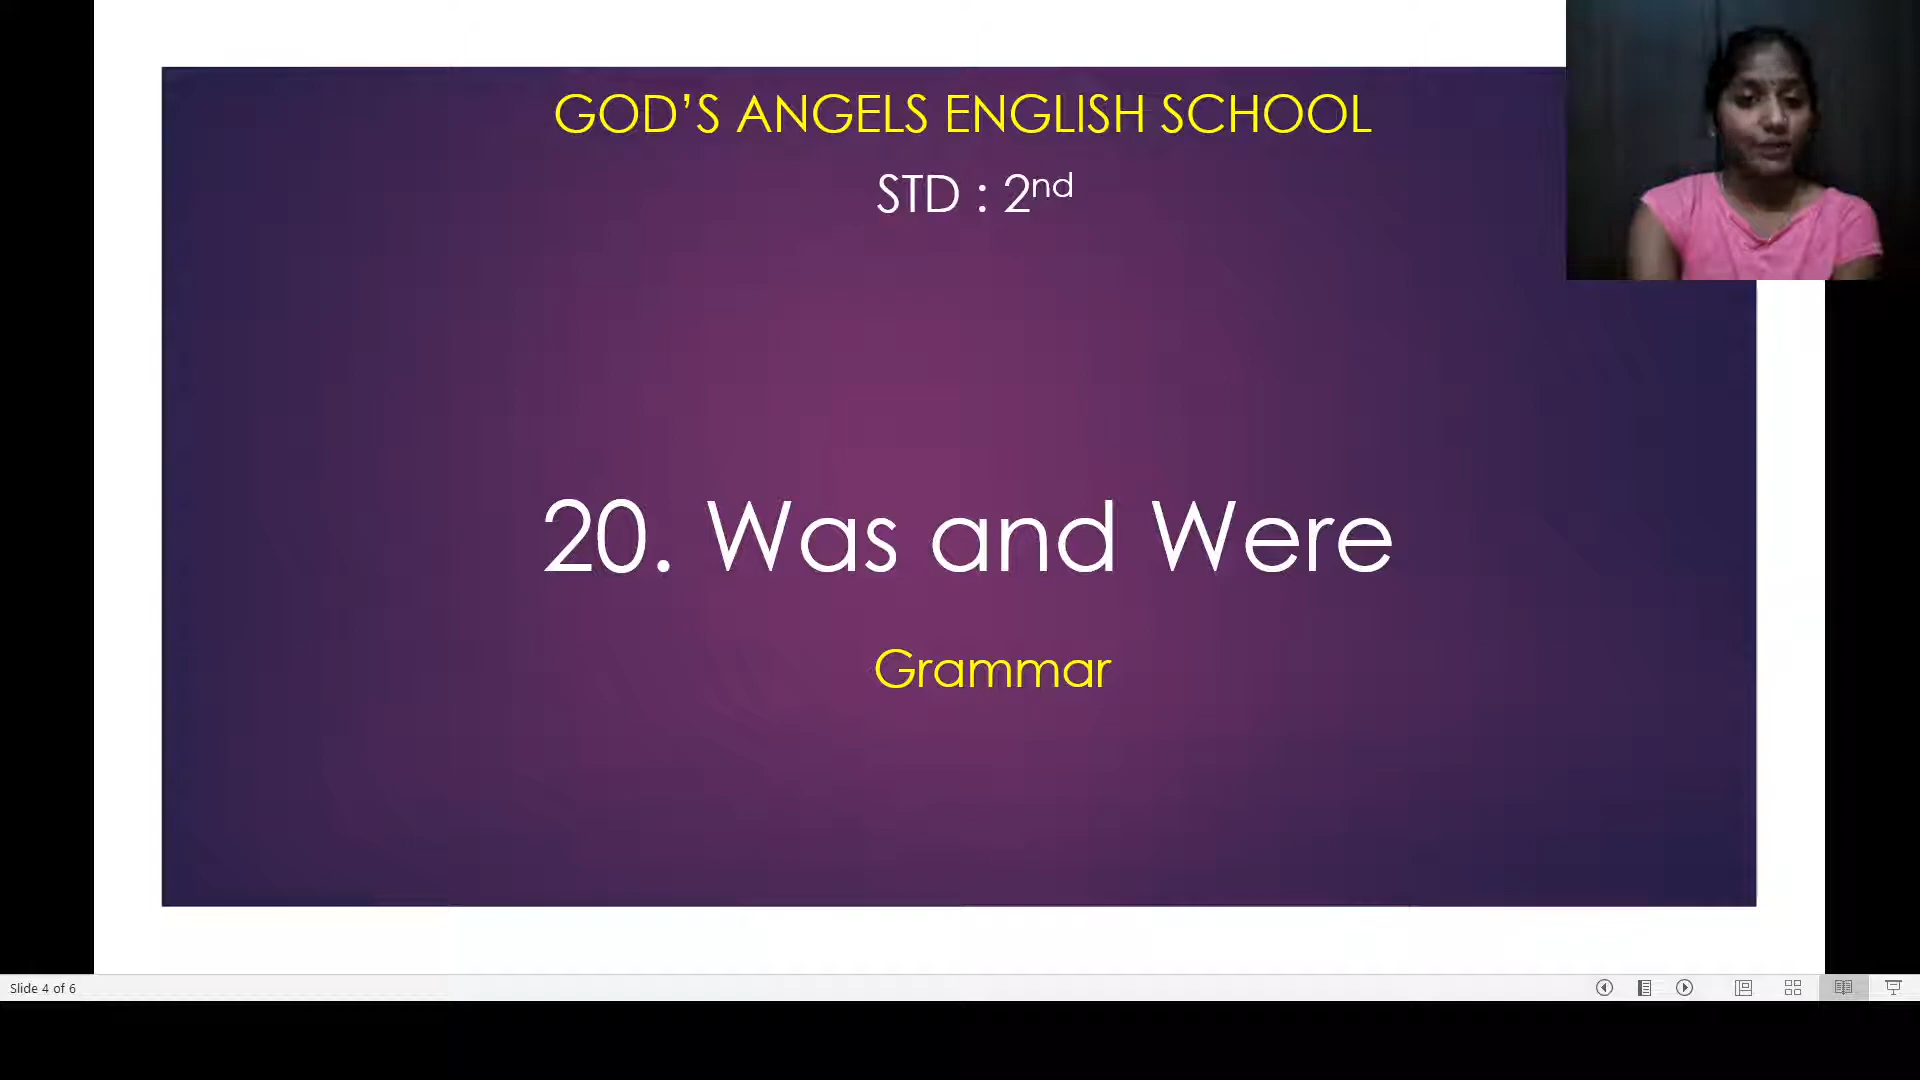 GOD’S ANGELS ENGLISH SCHOOL
STD : 2nd
20. Was and Were
Grammar
Slide 4 of 6